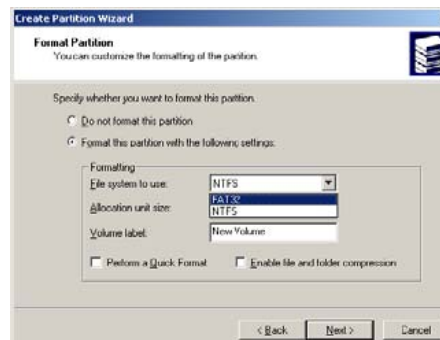 Create Partition Wizard
Format Partition
You can customize the formatting of the partition.
Specify whether you want to format this partition.
Do not format this partition
Format this partition with the following settings:
Formatting
File system to use: NTFS
FAT32
Allocation unit size: NTFS
Volume label: New Volume
Perform a Quick Format Enable file and folder compression
< Back Next > Cancel